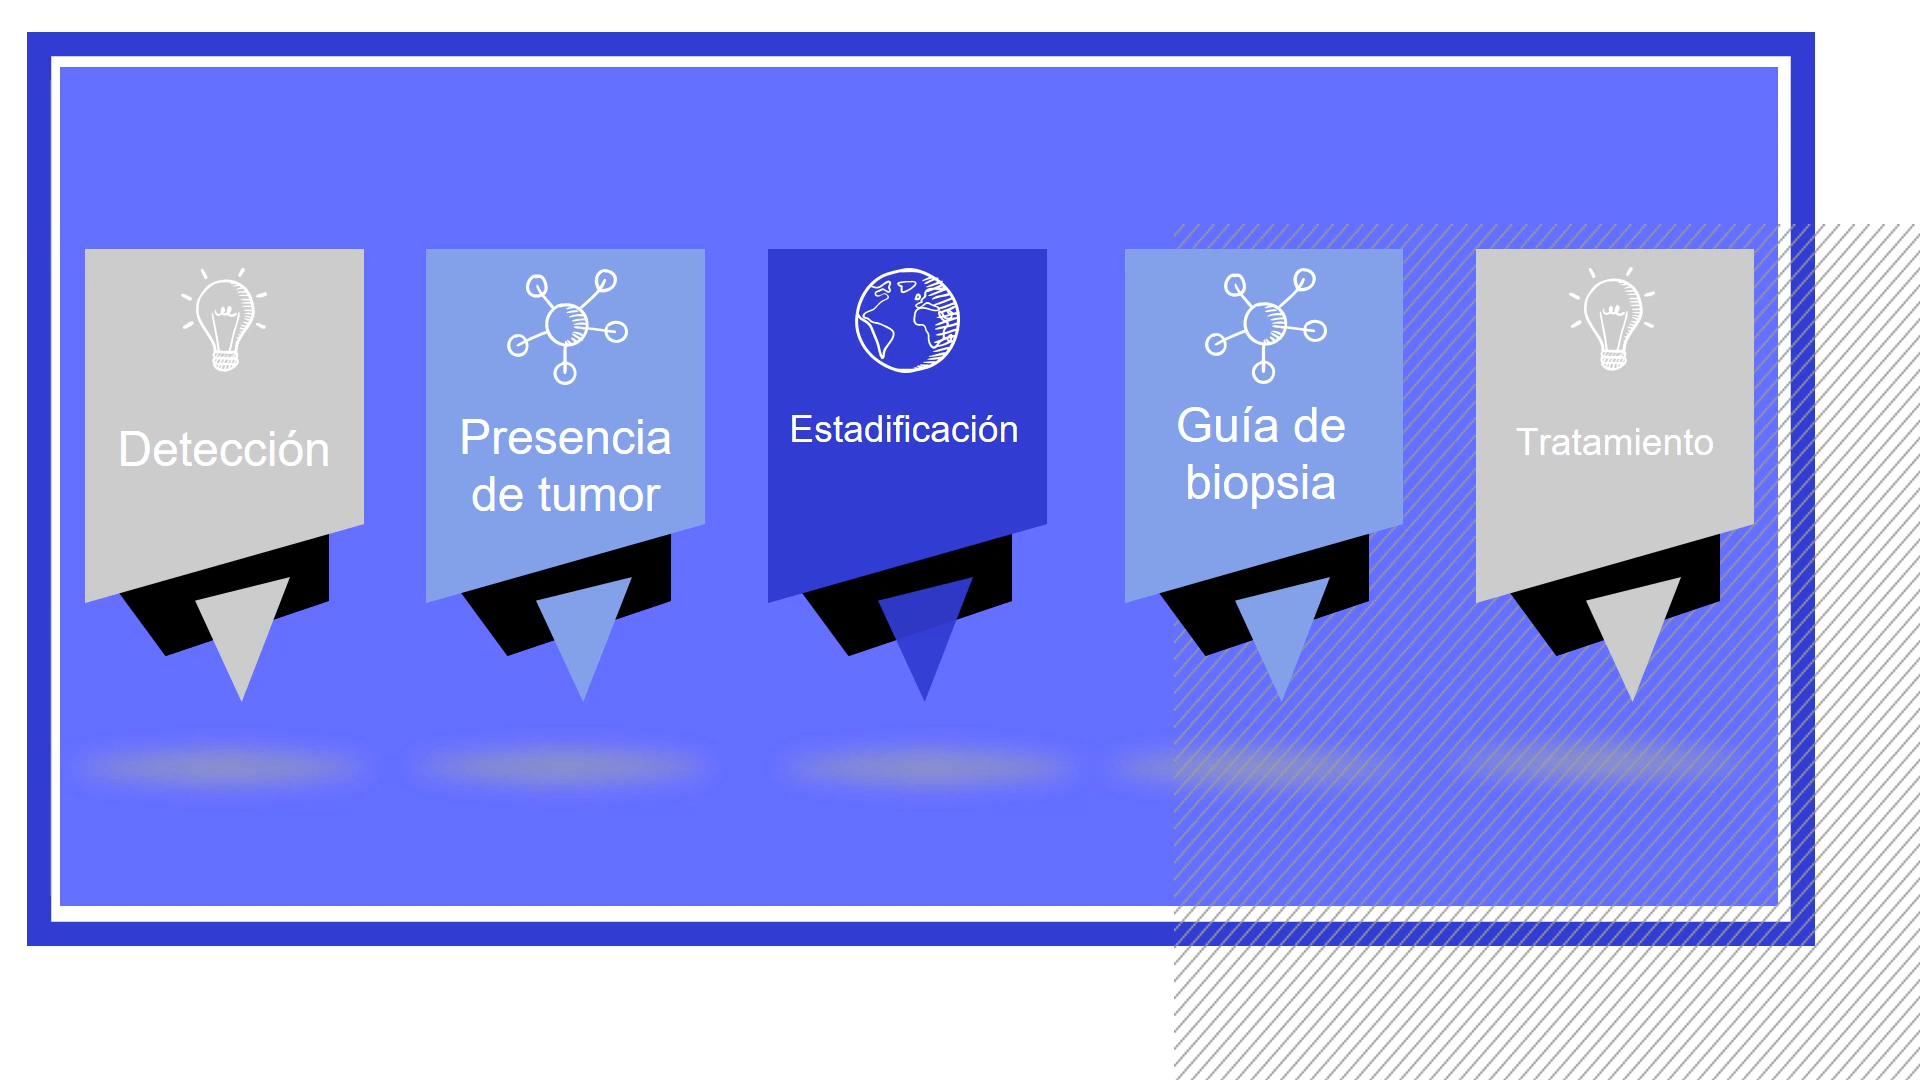 Detección
Presencia
de tumor
Estadificación
Guía de
biopsia
Tratamiento